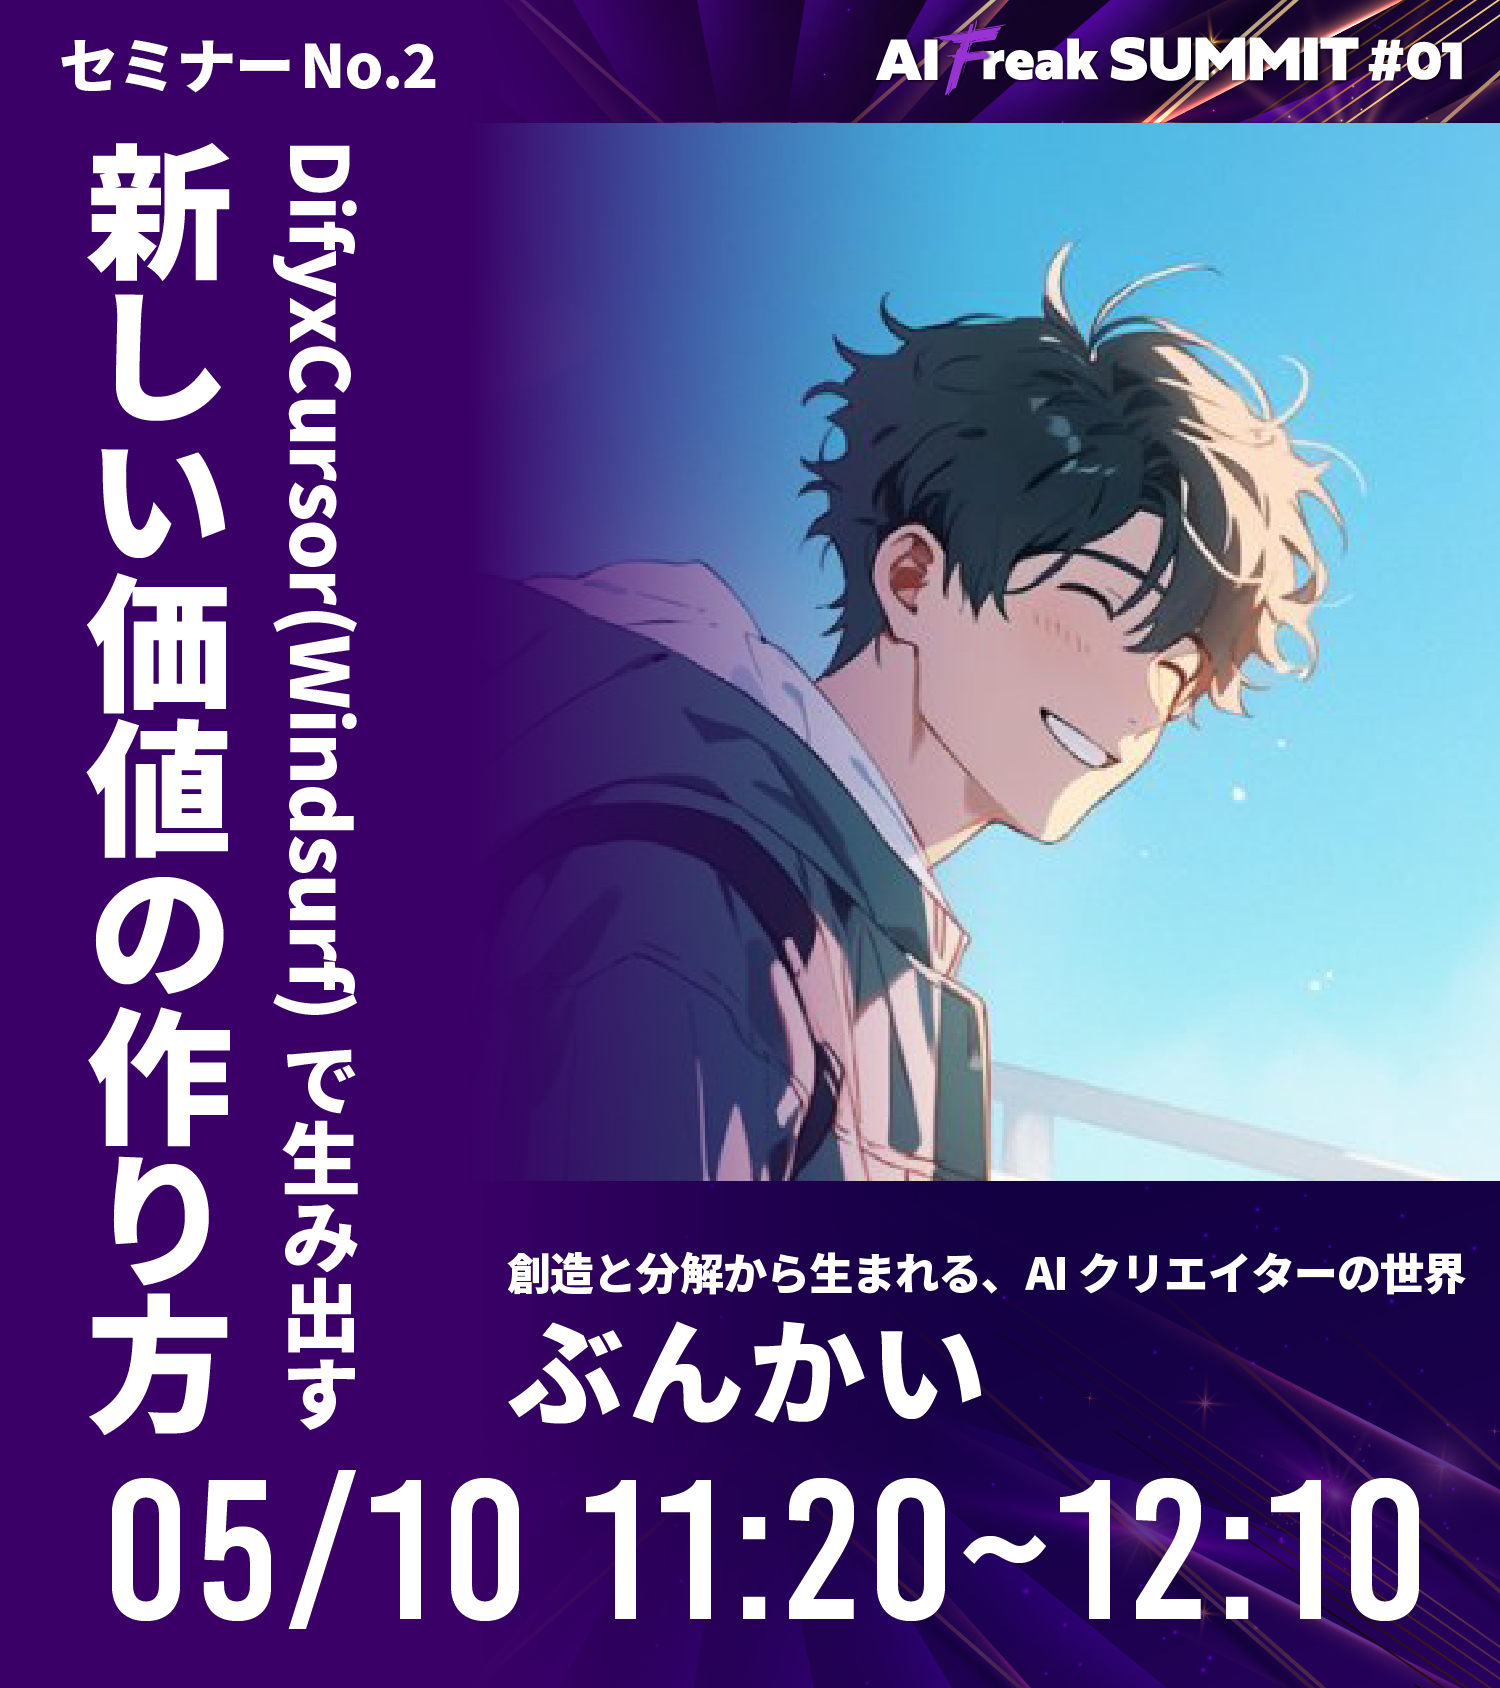 セミナーNo.2
AI Freak SUMMIT #01
DifyxCursor(Windsurf) で生み出す
新しい価値の作り方
創造と分解から生まれる、AI クリエイターの世界
ぶんかい
05/10 11:20~12:10